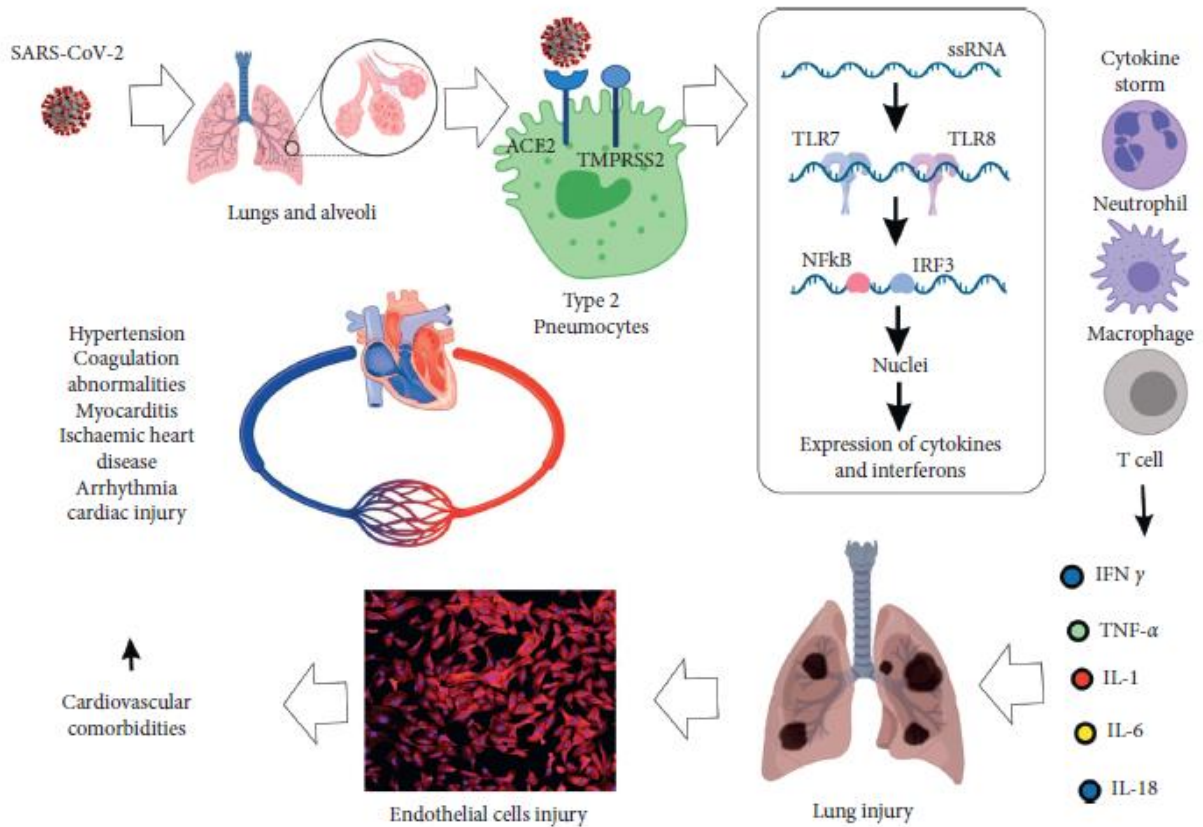 SARS-CoV-2
Lungs and alveoli
ACE2
TMPRSS2
Type 2
Pneumocytes
ssRNA
TLR7
TLR8
NFkB
IRF3
Nuclei
Expression of cytokines
and interferons
Cytokine
storm
Neutrophil
Macrophage
T cell
IFN γ
TNF-α
IL-1
IL-6
IL-18
Lung injury
Endothelial cells injury
Cardiovascular
comorbidities
Hypertension
Coagulation
abnormalities
Myocarditis
Ischaemic heart
disease
Arrhythmia
cardiac injury